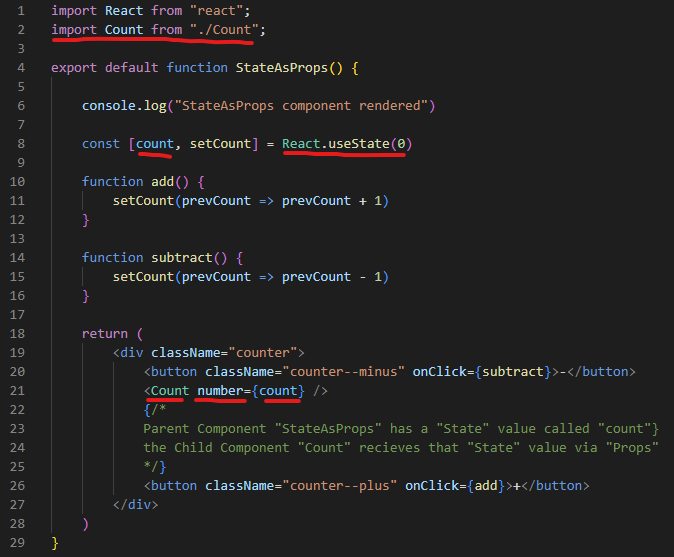 1 import React from "react";
2 import Count from "./Count";
3
4 export default function StateAsProps() {
5
6 console.log("StateAsProps component rendered")
7
8 const [count, setCount] = React.useState(0)
9
10 function add() {
11 setCount(prevCount => prevCount + 1)
12 }
13
14 function subtract() {
15 setCount(prevCount => prevCount - 1)
16 }
17
18 return (
19 <div className="counter">
20 <button className="counter--minus" onClick={subtract}>-</button>
21 <Count number={count} />
22 {/*
23 Parent Component "StateAsProps" has a "State" value called "count"}
24 the Child Component "Count" recieves that "State" value via "Props"
25 */}
26 <button className="counter--plus" onClick={add}>+</button>
27 </div>
28 )
29 }